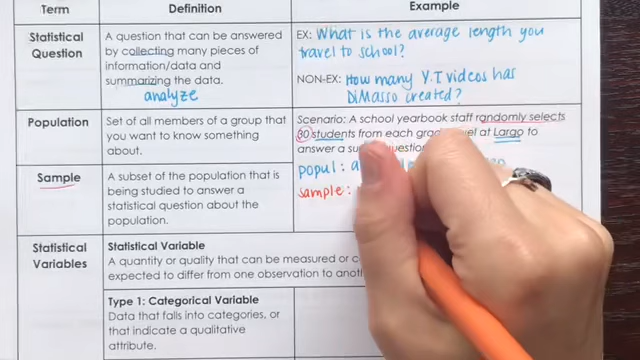 Term
Definition
Example
Statistical
Question
A question that can be answered
by collecting many pieces of
information/data and
summarizing the data.
analyze
EX: What is the average length you
travel to school?
NON-EX: How many Y.T videos has
DiMasso created?
Population
Set of all members of a group that
you want to know something
about.
Scenario: A school yearbook staff randomly selects
80 students from each at Largo to
answer a
popul:
Sample
A subset of the population that is
being studied to answer a
statistical question about the
population.
sample:
Statistical
Variables
Statistical Variable
A quantity or quality that can be measured or
expected to differ from one observation to
Type 1: Categorical Variable
Data that falls into categories, or
that indicate a qualitative
attribute.